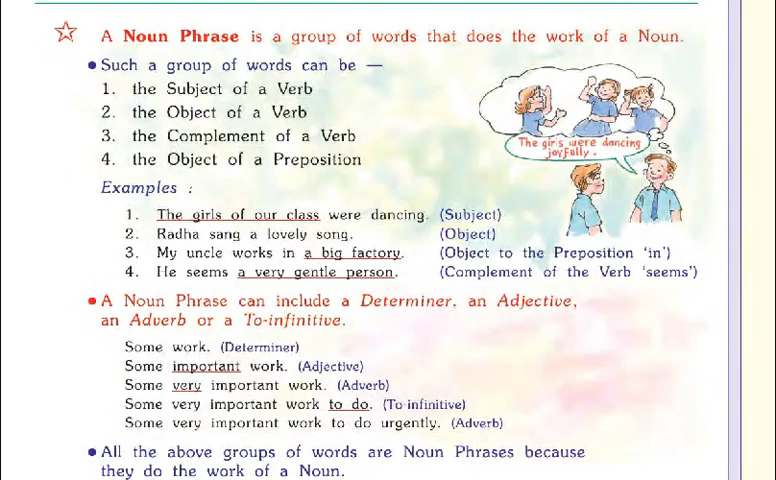 A Noun Phrase is a group of words that does the work of a Noun.
• Such a group of words can be —
1. the Subject of a Verb
2. the Object of a Verb
3. the Complement of a Verb
4. the Object of a Preposition
The girls were dancing
joyfully.
Examples :
1. The girls of our class were dancing. (Subject)
2. Radha sang a lovely song. (Object)
3. My uncle works in a big factory. (Object to the Preposition ‘in’)
4. He seems a very gentle person. (Complement of the Verb ‘seems’)
• A Noun Phrase can include a Determiner, an Adjective,
an Adverb or a To-infinitive.
Some work. (Determiner)
Some important work. (Adjective)
Some very important work. (Adverb)
Some very important work to do. (To-infinitive)
Some very important work to do urgently. (Adverb)
• All the above groups of words are Noun Phrases because
they do the work of a Noun.